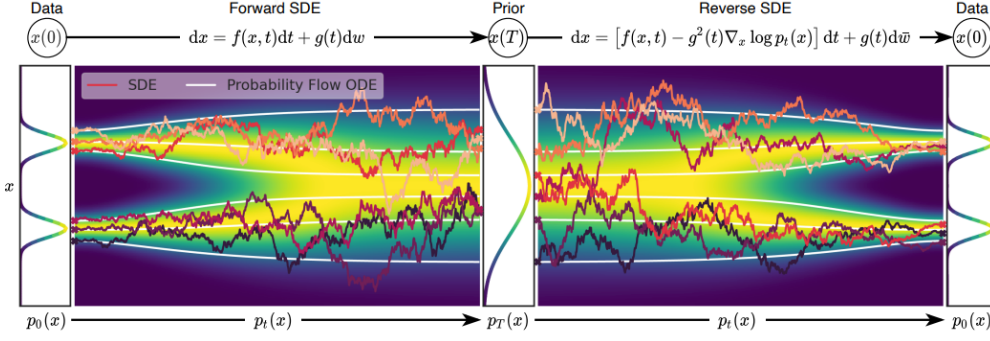 Data Forward SDE Prior Reverse SDE Data
x(0) dx = f(x, t)dt + g(t)dw x(T) dx = [f(x, t) − g²(t)∇ₓ log pₜ(x)] dt + g(t)dw̄ x(0)
SDE Probability Flow ODE
x
p₀(x) pₜ(x) p_T(x) pₜ(x) p₀(x)